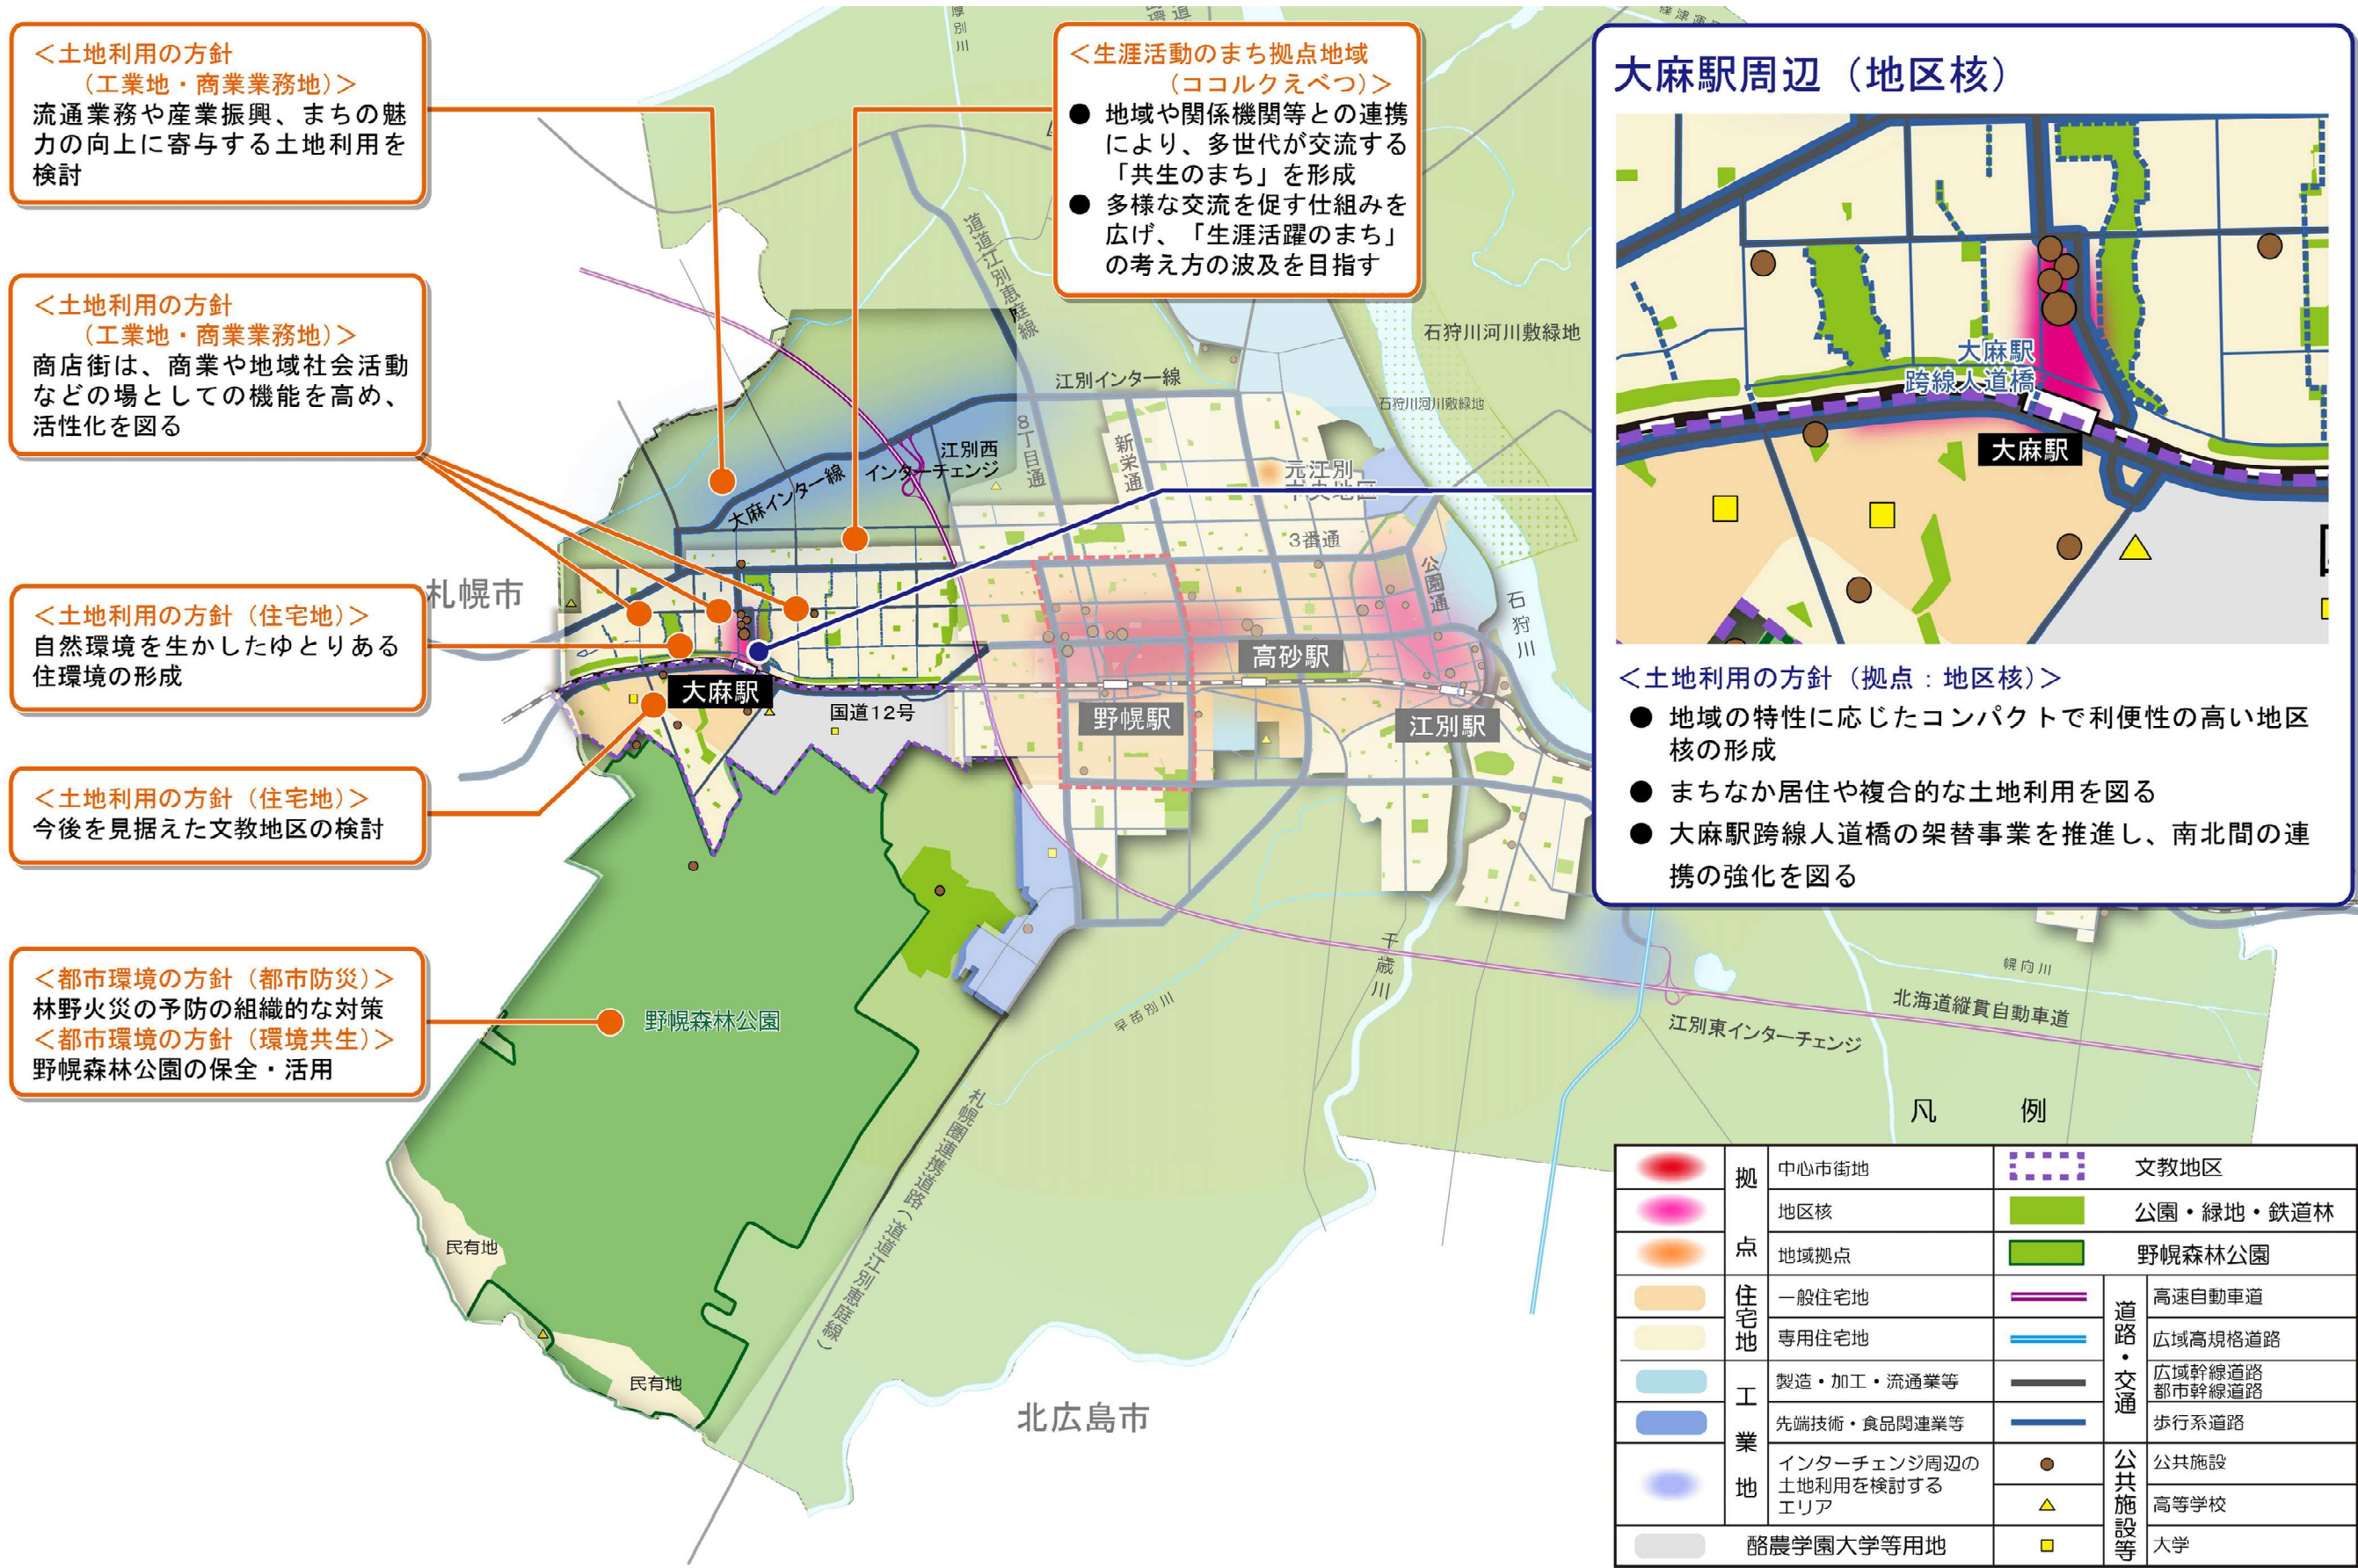 <土地利用の方針
（工業地・商業業務地）>
流通業務や産業振興、まちの魅
力の向上に寄与する土地利用を
検討
<土地利用の方針
（工業地・商業業務地）>
商店街は、商業や地域社会活動
などの場としての機能を高め、
活性化を図る
<土地利用の方針（住宅地）>
自然環境を生かしたゆとりある
住環境の形成
<土地利用の方針（住宅地）>
今後を見据えた文教地区の検討
<都市環境の方針（都市防災）>
林野火災の予防の組織的な対策
<都市環境の方針（環境共生）>
野幌森林公園の保全・活用
<生涯活動のまち拠点地域
（ココルクえべつ）>
● 地域や関係機関等との連携
により、多世代が交流する
「共生のまち」を形成
● 多様な交流を促す仕組みを
広げ、「生涯活躍のまち」
の考え方の波及を目指す
厚別川
道道江別恵庭線
石狩川河川敷緑地
石狩川河川敷緑地
江別インター線
8丁目通
新栄通
江別西
インターチェンジ
大麻インター線
元江別
中央地区
3番通
公園通
石狩川
札幌市
大麻駅
国道12号
高砂駅
野幌駅
江別駅
野幌森林公園
千歳川
早苗別川
幌向川
北海道縦貫自動車道
江別東インターチェンジ
札幌圏連携道路（道道江別恵庭線）
民有地
民有地
北広島市
大麻駅周辺（地区核）
大麻駅
跨線人道橋
大麻駅
<土地利用の方針（拠点：地区核）>
● 地域の特性に応じたコンパクトで利便性の高い地区
核の形成
● まちなか居住や複合的な土地利用を図る
● 大麻駅跨線人道橋の架替事業を推進し、南北間の連
携の強化を図る
凡 例
拠点
中心市街地
地区核
地域拠点
住宅地
一般住宅地
専用住宅地
工業地
製造・加工・流通業等
先端技術・食品関連業等
インターチェンジ周辺の
土地利用を検討する
エリア
酪農学園大学等用地
文教地区
公園・緑地・鉄道林
野幌森林公園
道路・交通
高速自動車道
広域高規格道路
広域幹線道路
都市幹線道路
歩行系道路
公共施設等
公共施設
高等学校
大学